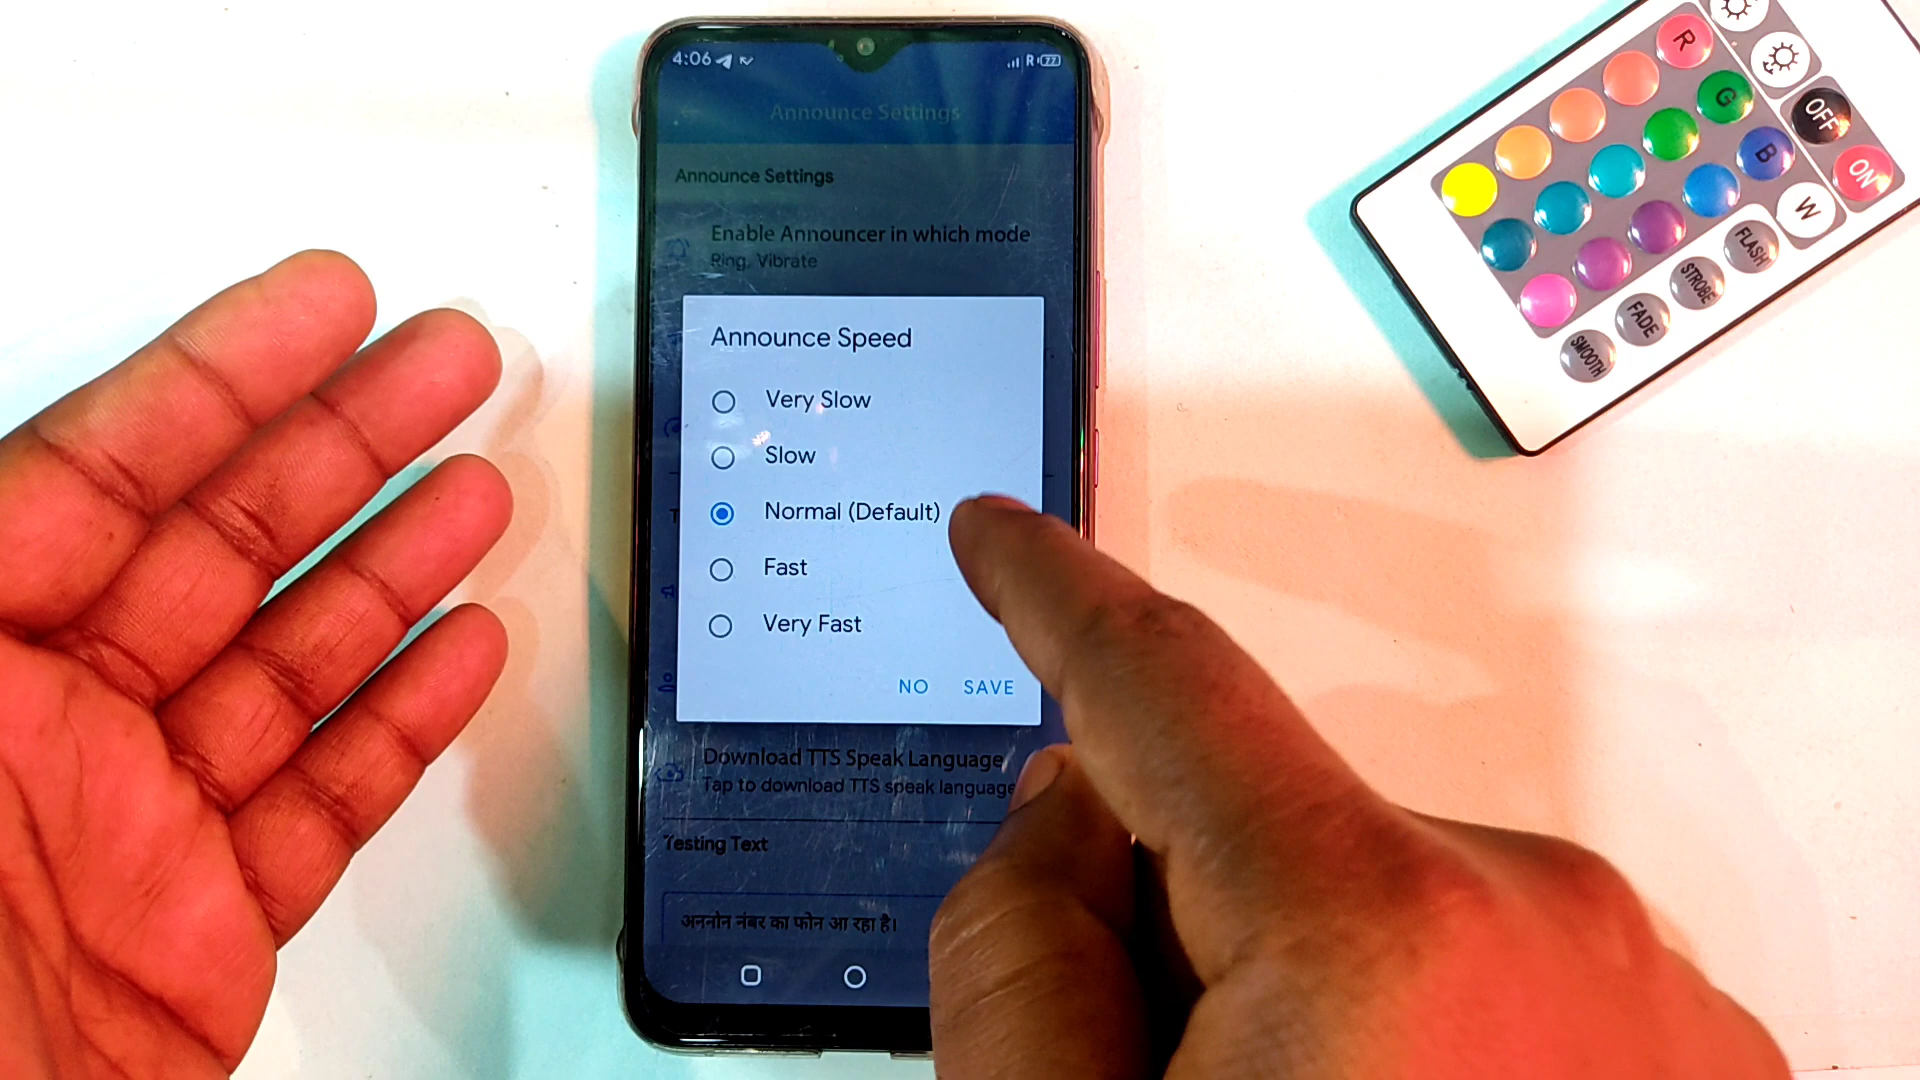 4:06
R 77
Announce Settings
Announce Settings
Enable Announcer in which mode
Ring, Vibrate
Announce Speed
Very Slow
Slow
Normal (Default)
Fast
Very Fast
NO SAVE
Download TTS Speak Language
Tap to download TTS speak language
Testing Text
अननोन नंबर का फोन आ रहा है।
R
G
B
W
OFF
ON
FLASH
STROBE
FADE
SMOOTH